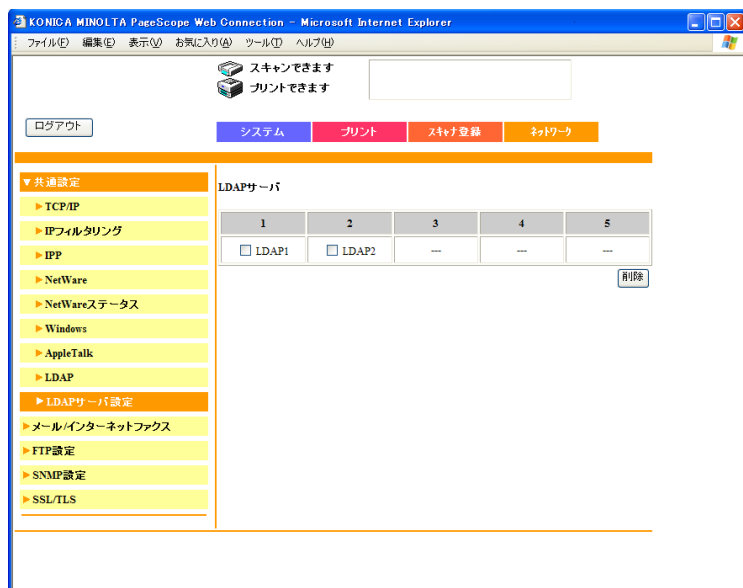 KONICA MINOLTA PageScope Web Connection - Microsoft Internet Explorer
ファイル(F) 編集(E) 表示(V) お気に入り(A) ツール(T) ヘルプ(H)
スキャンできます
プリントできます
ログアウト
システム プリント スキャナ登録 ネットワーク
▼共通設定
LDAPサーバ
►TCP/IP
1 2 3 4 5
►IPフィルタリング
LDAP1 LDAP2 --- --- ---
►IPP
削除
►NetWare
►NetWareステータス
►Windows
►AppleTalk
►LDAP
►LDAPサーバ設定
►メール/インターネットファクス
►FTP設定
►SNMP設定
►SSL/TLS